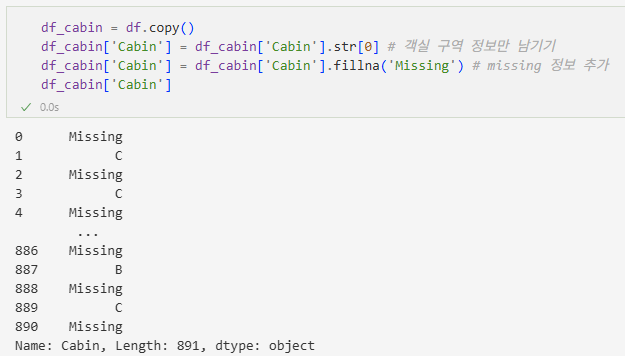 df_cabin = df.copy()
df_cabin['Cabin'] = df_cabin['Cabin'].str[0] # 객실 구역 정보만 남기기
df_cabin['Cabin'] = df_cabin['Cabin'].fillna('Missing') # missing 정보 추가
df_cabin['Cabin']
0.0s
0      Missing
1            C
2      Missing
3            C
4      Missing
        ...
886    Missing
887          B
888    Missing
889          C
890    Missing
Name: Cabin, Length: 891, dtype: object